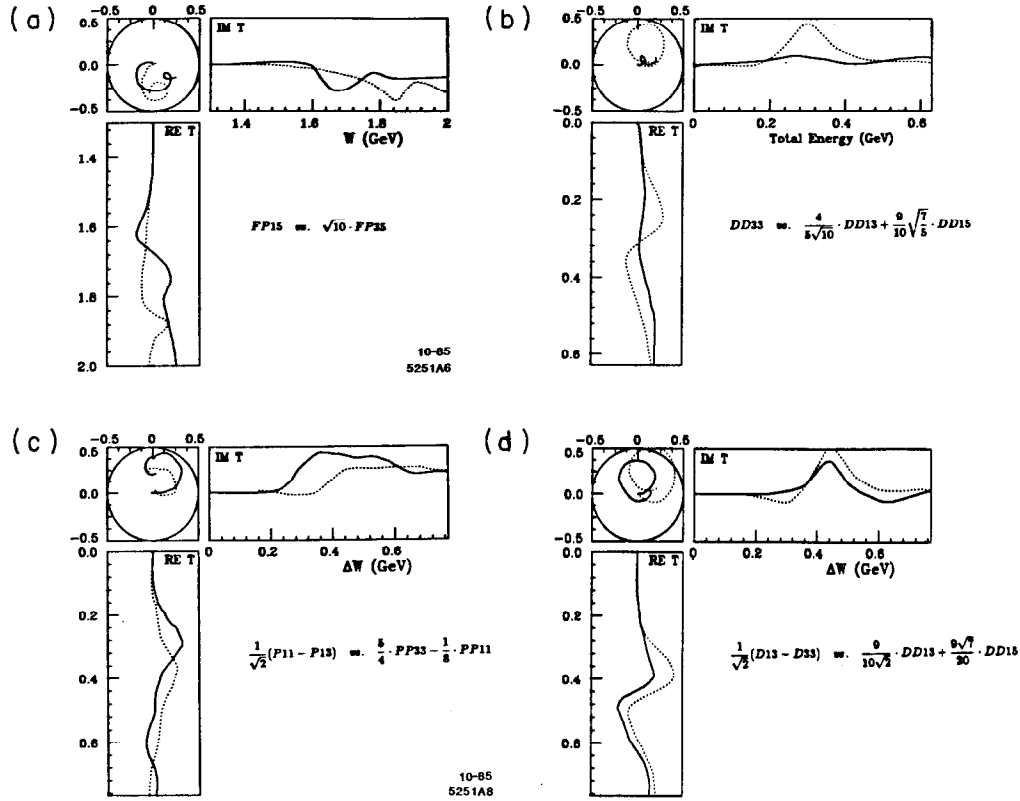 (a)
−0.5 0 0.5
0.5
0.0
−0.5
IM T
1.4 1.6 1.8 2
W (GeV)
RE T
1.4
1.6
1.8
2.0
FP15 vs. √10 · FP35
10-85
5251A6
(b)
−0.5 0 0.5
0.5
0.0
−0.5
IM T
0 0.2 0.4 0.6
Total Energy (GeV)
RE T
0.0
0.2
0.4
0.6
DD33 vs. 4/5√10 · DD13 + 9/10 √7/5 · DD15
(c)
−0.5 0 0.5
0.5
0.0
−0.5
IM T
0 0.2 0.4 0.6
ΔW (GeV)
RE T
0.0
0.2
0.4
0.6
1/√2 (P11 − P13) vs. 5/4 · PP33 − 1/8 · PP11
10-85
5251A8
(d)
−0.5 0 0.5
0.5
0.0
−0.5
IM T
0 0.2 0.4 0.6
ΔW (GeV)
RE T
0.0
0.2
0.4
0.6
1/√2 (D13 − D33) vs. 9/10√2 · DD13 + 9√7/20 · DD15